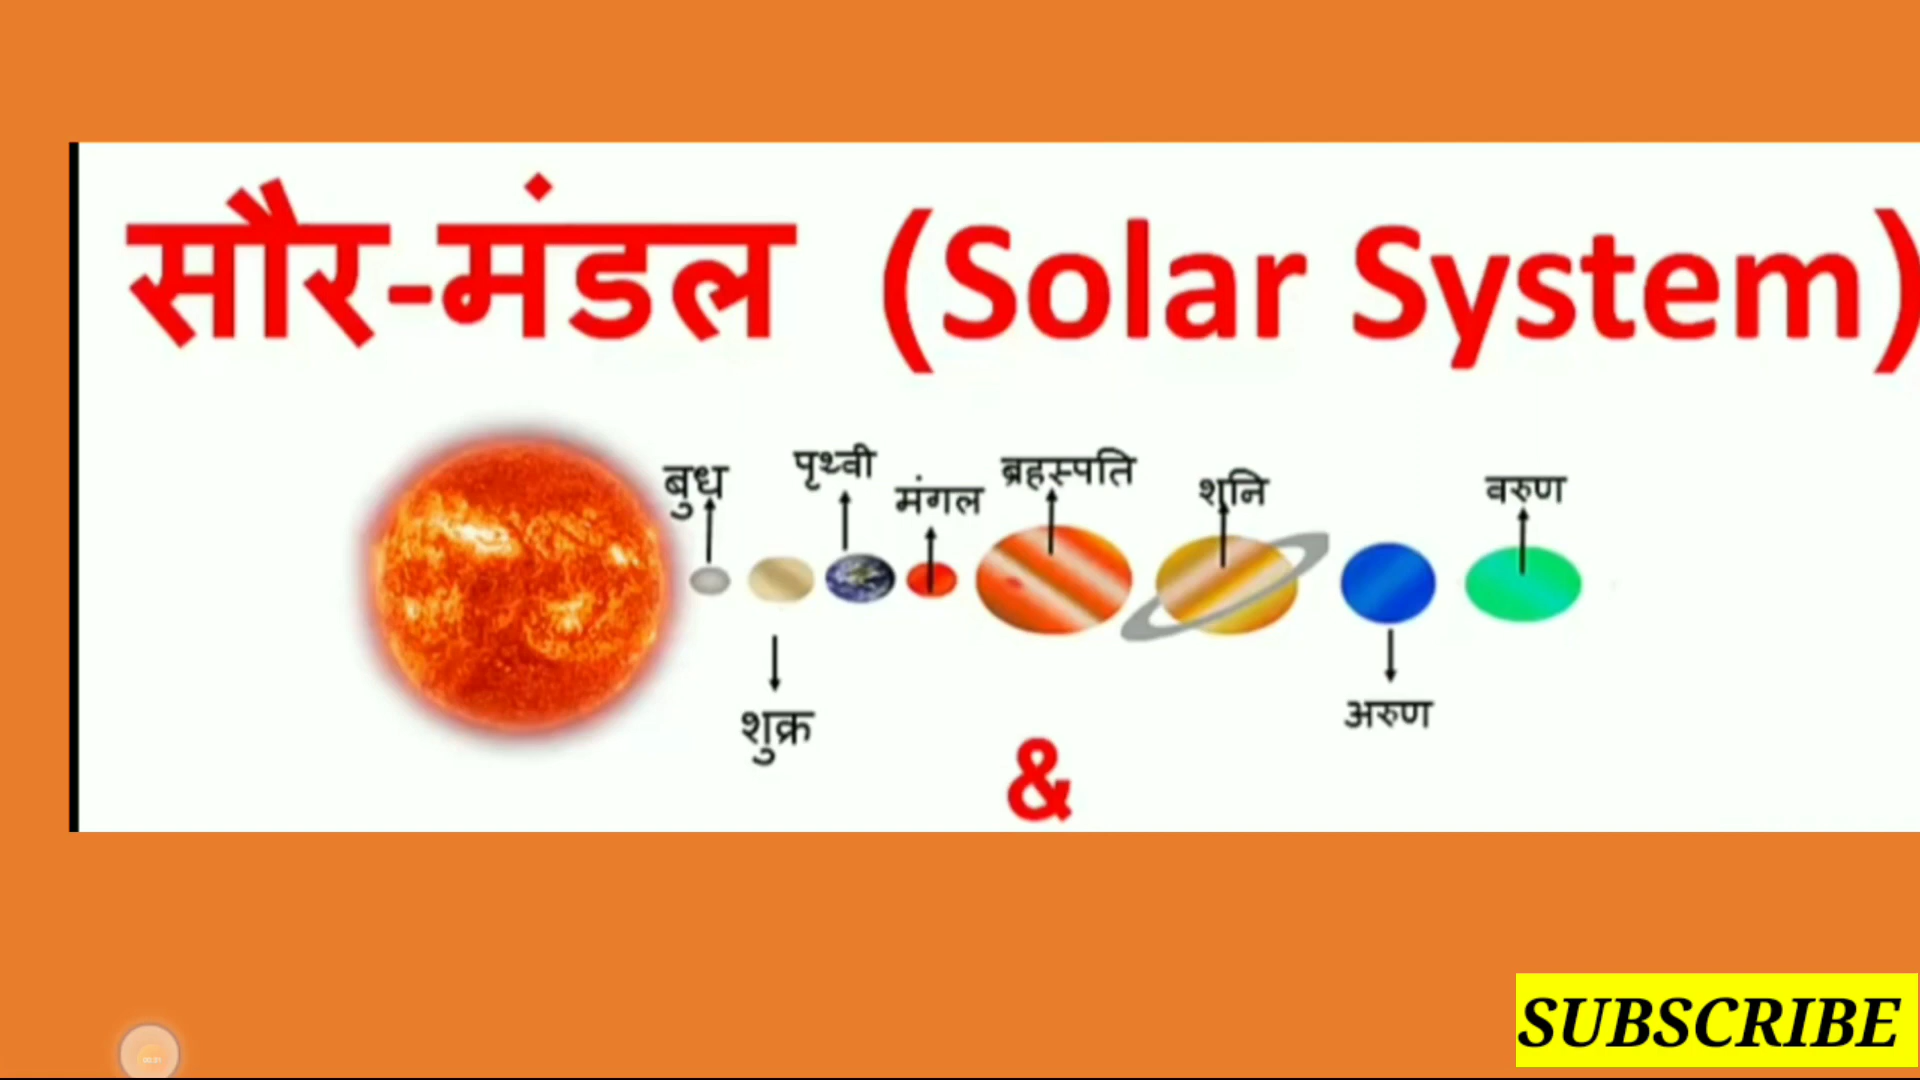 सौर-मंडल (Solar System)
बुध
पृथ्वी
मंगल
ब्रहस्पति
शनि
वरुण
शुक्र
अरुण
&
SUBSCRIBE